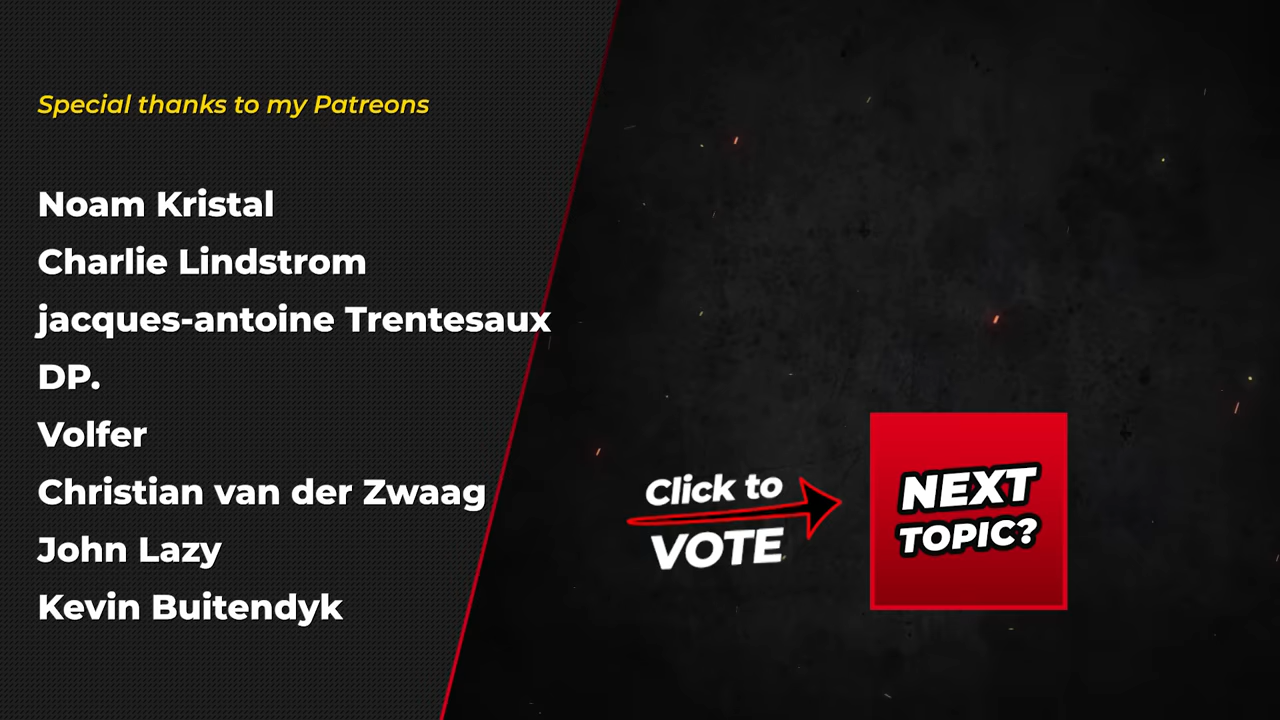 Special thanks to my Patreons
Noam Kristal
Charlie Lindstrom
jacques-antoine Trentesaux
DP.
Volfer
Christian van der Zwaag
John Lazy
Kevin Buitendyk
Click to
VOTE
NEXT
TOPIC?